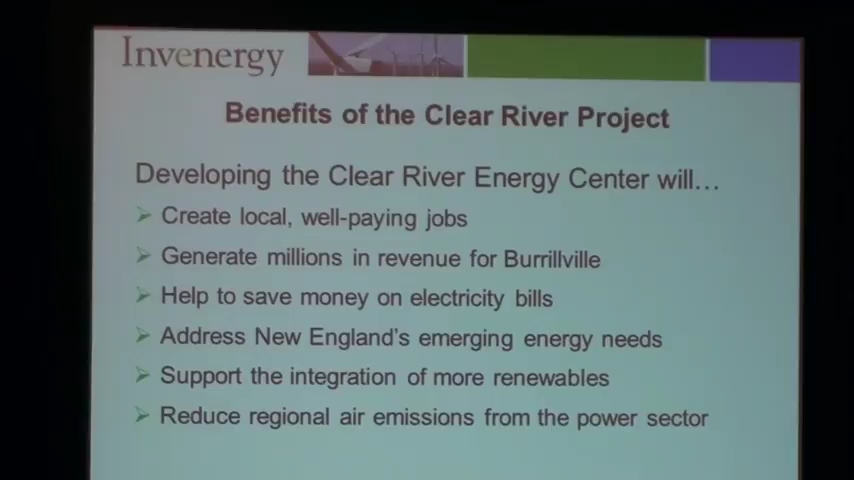 Invenergy
Benefits of the Clear River Project
Developing the Clear River Energy Center will…
Create local, well-paying jobs
Generate millions in revenue for Burrillville
Help to save money on electricity bills
Address New England's emerging energy needs
Support the integration of more renewables
Reduce regional air emissions from the power sector